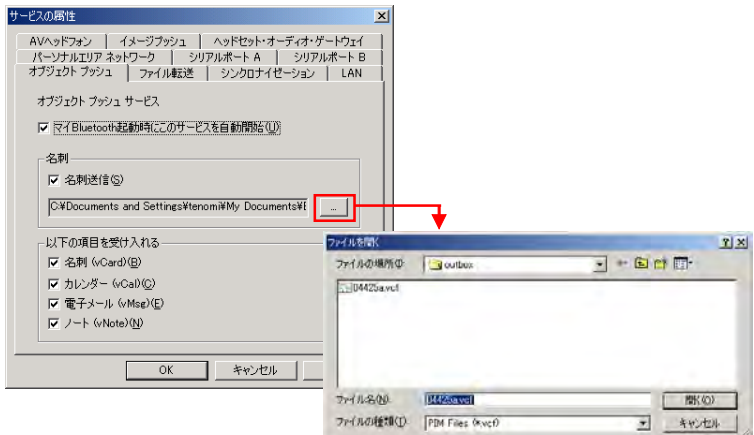 サービスの属性
AVヘッドフォン
イメージプッシュ
ヘッドセット・オーディオ・ゲートウェイ
パーソナルエリア ネットワーク
シリアルポート A
シリアルポート B
オブジェクト プッシュ
ファイル転送
シンクロナイゼーション
LAN
オブジェクト プッシュ サービス
マイBluetooth起動時にこのサービスを自動開始(U)
名刺
名刺送信(S)
C:¥Documents and Settings¥tenomi¥My Documents¥E
...
以下の項目を受け入れる
名刺 (vCard)(B)
カレンダー (vCal)(C)
電子メール (vMsg)(E)
ノート (vNote)(N)
OK
キャンセル
ファイルを開く
ファイルの場所(I):
outbox
04425a.vcf
ファイル名(N):
04425a.vcf
開く(O)
ファイルの種類(T):
PIM Files (*.vcf)
キャンセル